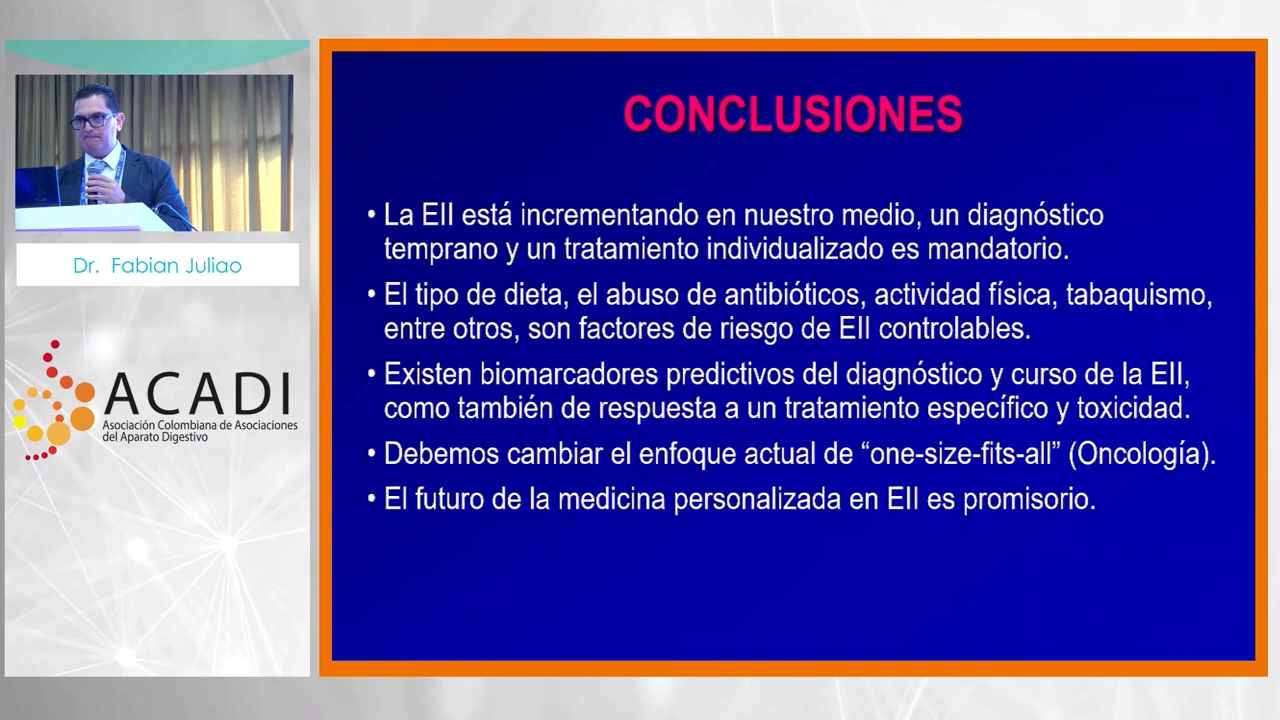 Dr. Fabian Juliao
ACADI
Asociación Colombiana de Asociaciones
del Aparato Digestivo
CONCLUSIONES
• La EII está incrementando en nuestro medio, un diagnóstico
temprano y un tratamiento individualizado es mandatorio.
• El tipo de dieta, el abuso de antibióticos, actividad física, tabaquismo,
entre otros, son factores de riesgo de EII controlables.
• Existen biomarcadores predictivos del diagnóstico y curso de la EII,
como también de respuesta a un tratamiento específico y toxicidad.
• Debemos cambiar el enfoque actual de “one-size-fits-all” (Oncología).
• El futuro de la medicina personalizada en EII es promisorio.